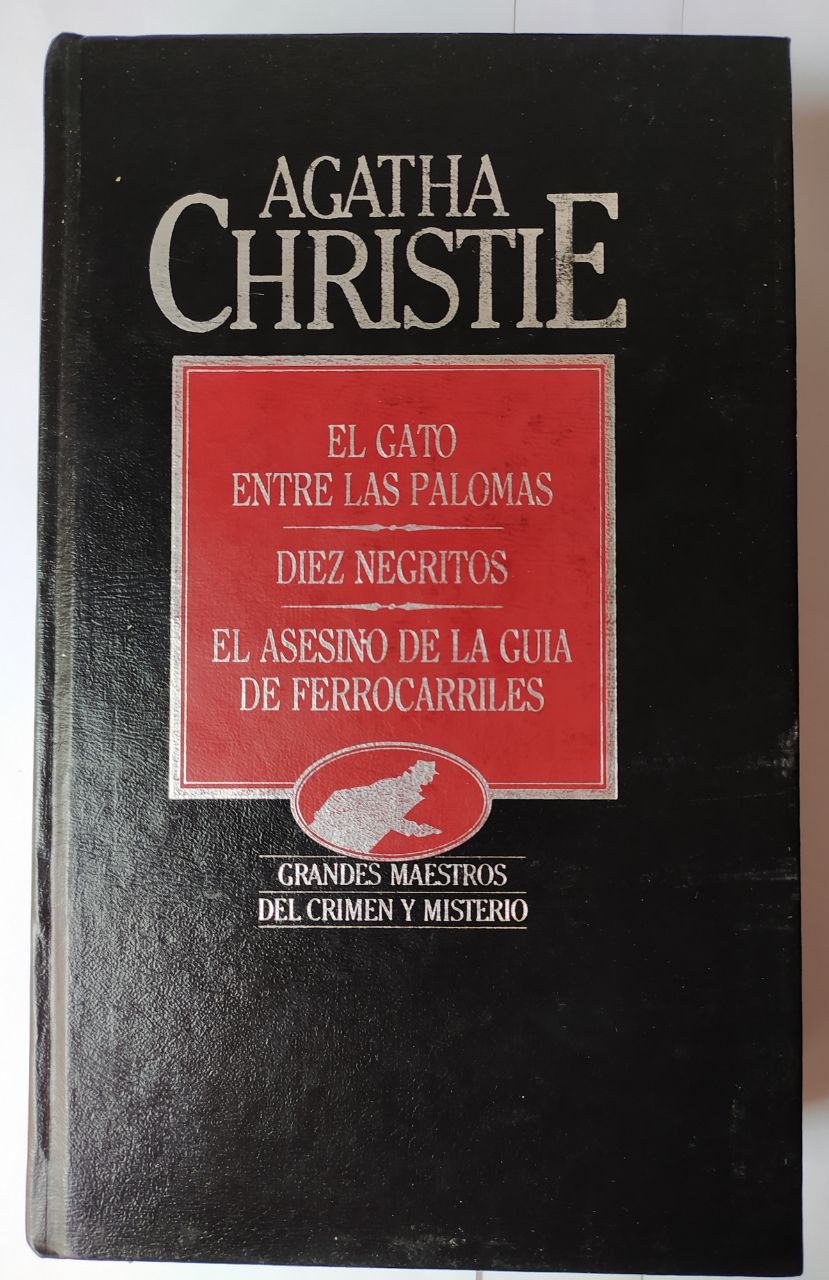 AGATHA
CHRISTIE
EL GATO
ENTRE LAS PALOMAS
DIEZ NEGRITOS
EL ASESINO DE LA GUIA
DE FERROCARRILES
GRANDES MAESTROS
DEL CRIMEN Y MISTERIO